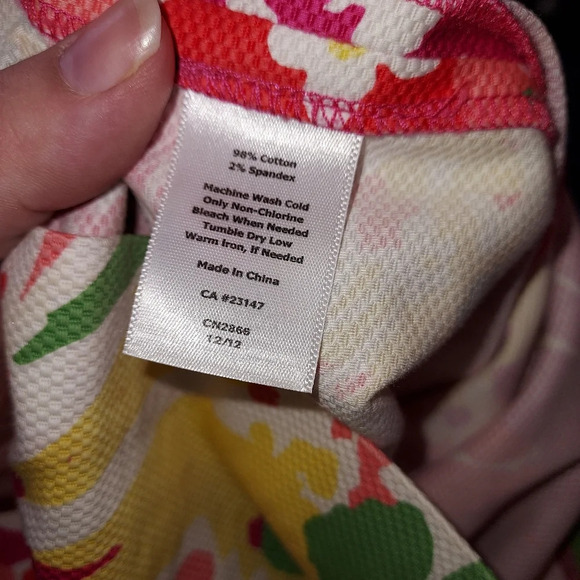 98% Cotton
2% Spandex
Machine Wash Cold
Only Non-Chlorine
Bleach When Needed
Tumble Dry Low
Warm Iron, If Needed
Made In China
CA #23147
CN2866
12/12